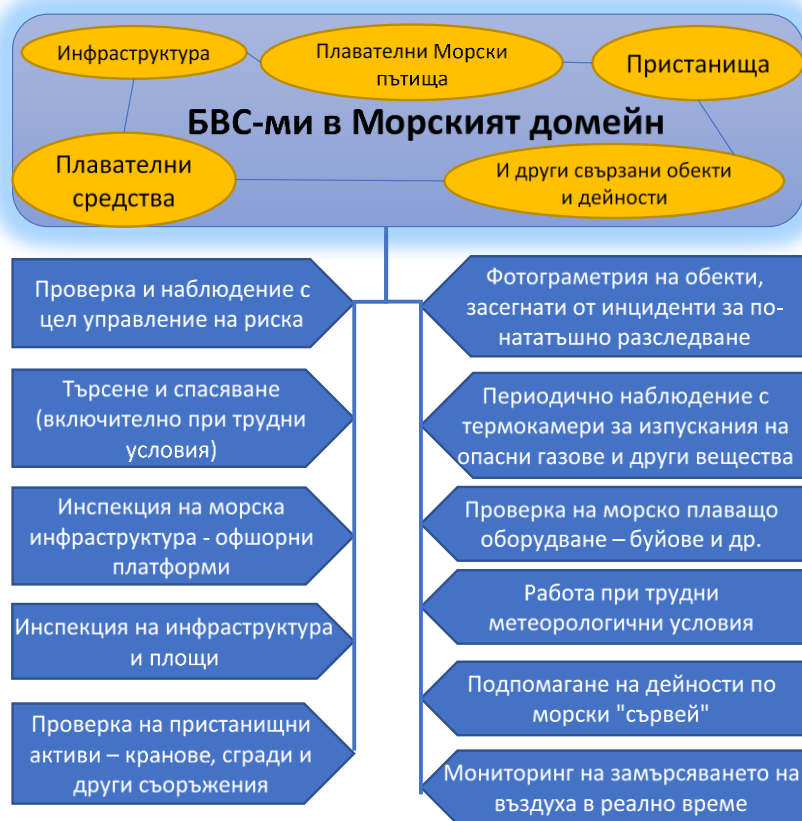 Инфраструктура
Плавателни Морски
пътища
Пристанища
БВС-ми в Морският домейн
Плавателни
средства
И други свързани обекти
и дейности
Проверка и наблюдение с
цел управление на риска
Търсене и спасяване
(включително при трудни
условия)
Инспекция на морска
инфраструктура - офшорни
платформи
Инспекция на инфраструктура
и площи
Проверка на пристанищни
активи – кранове, сгради и
други съоръжения
Фотограметрия на обекти,
засегнати от инциденти за по-
нататъшно разследване
Периодично наблюдение с
термокамери за изпускания на
опасни газове и други вещества
Проверка на морско плаващо
оборудване – буйове и др.
Работа при трудни
метеорологични условия
Подпомагане на дейности по
морски "сървей"
Мониторинг на замърсяването на
въздуха в реално време